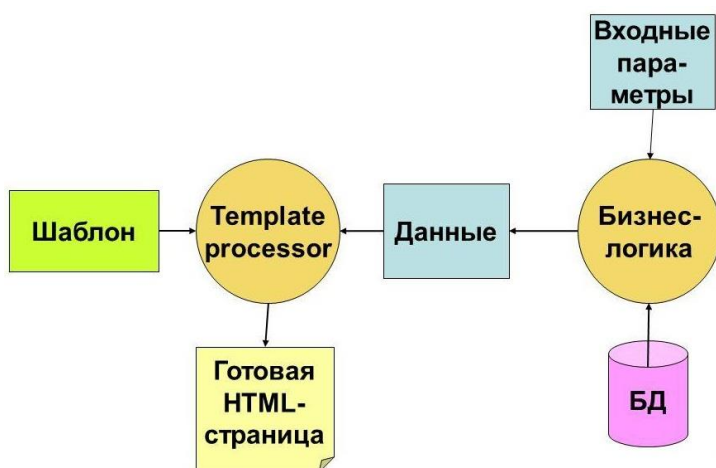 Входные
пара-
метры
Шаблон
Template
processor
Данные
Бизнес-
логика
Готовая
HTML-
страница
БД